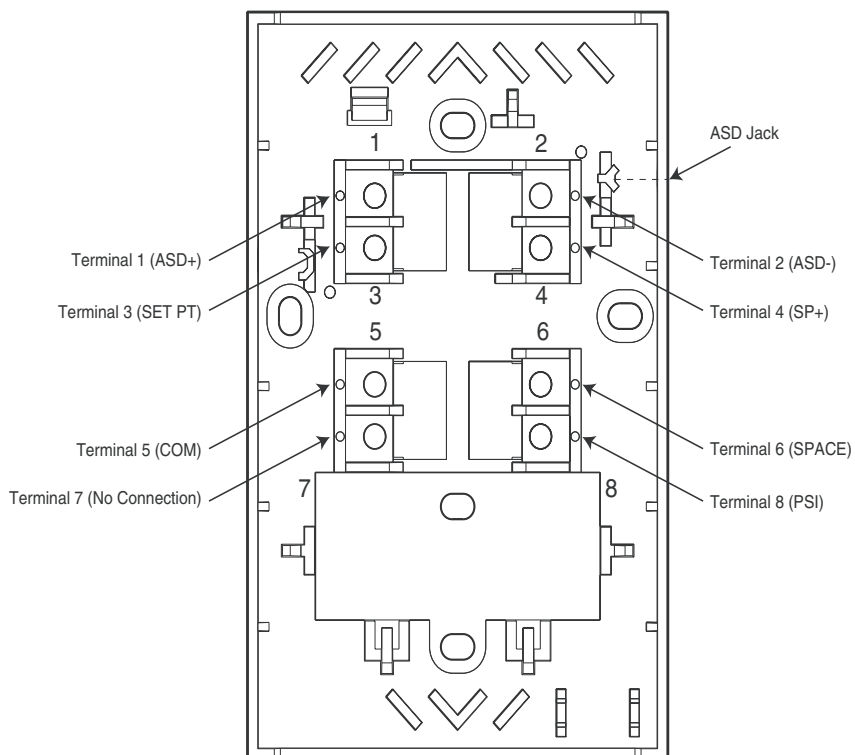 ASD Jack
1
2
Terminal 1 (ASD+)
Terminal 2 (ASD-)
3
4
Terminal 3 (SET PT)
Terminal 4 (SP+)
5
6
Terminal 5 (COM)
Terminal 6 (SPACE)
7
8
Terminal 7 (No Connection)
Terminal 8 (PSI)